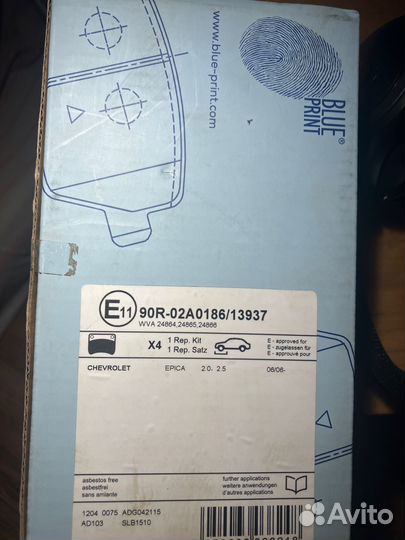 BLUE
PRINT®
www.blue-print.com
E11 90R-02A0186/13937
WVA 24864,24865,24866
X4
1 Rep. Kit
1 Rep. Satz
E - approved for
E - zugelassen für
E - approuvé pour
CHEVROLET EPICA 2.0, 2.5 06/06-
asbestos free
asbestfrei
sans amiante
further applications
weitere anwendungen
d'autres applications
1204 0075 ADG042115
AD103 SLB1510
Avito